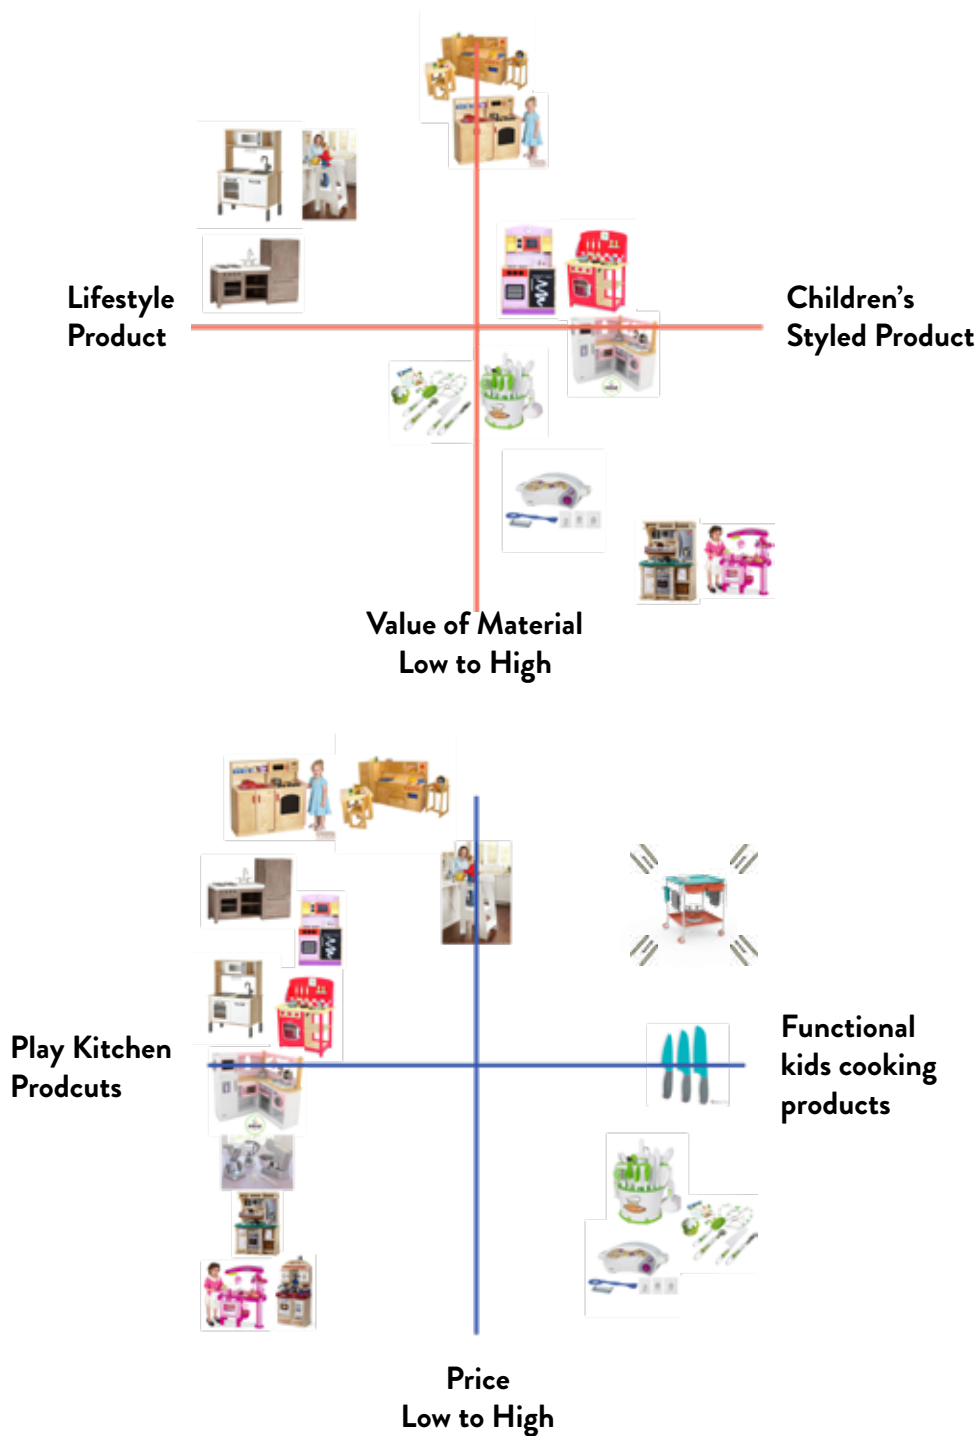 Lifestyle
Product
Children's
Styled Product
Value of Material
Low to High
Play Kitchen
Prodcuts
Functional
kids cooking
products
Price
Low to High